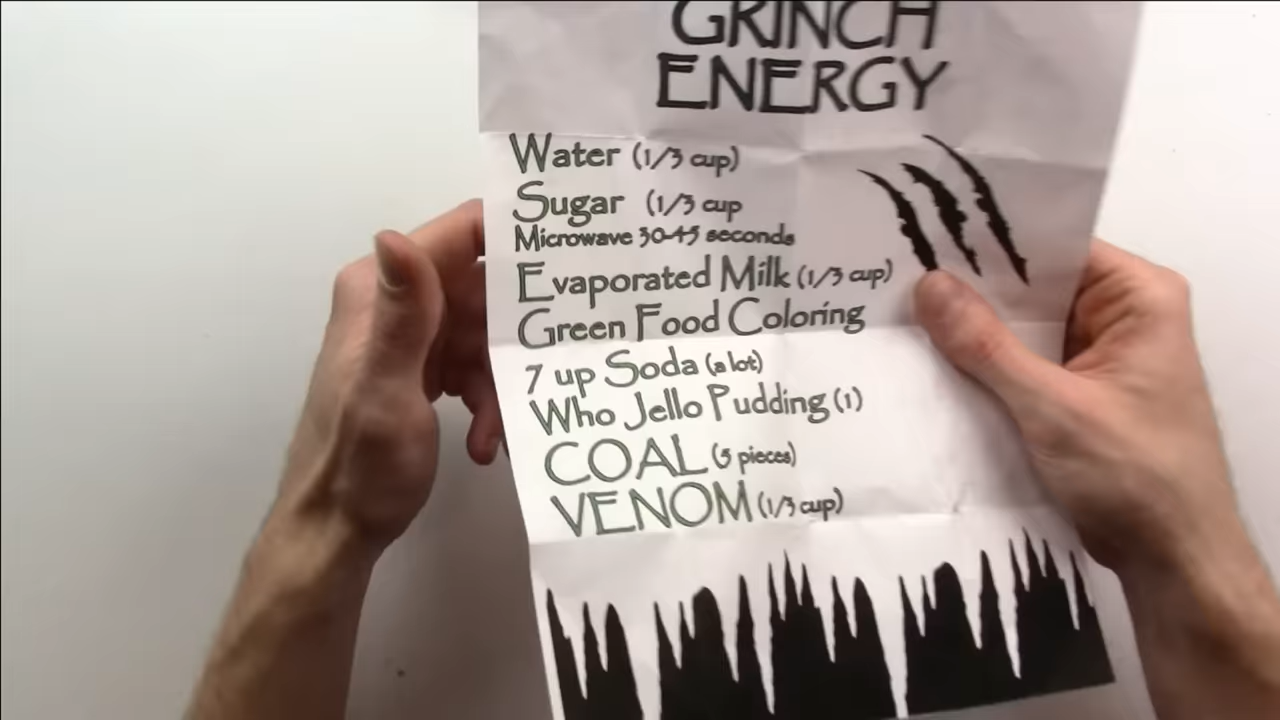 GRINCH
ENERGY
Water (1/3 cup)
Sugar (1/3 cup
Microwave 30-45 seconds
Evaporated Milk (1/3 cup)
Green Food Coloring
7 up Soda (a lot)
Who Jello Pudding (1)
COAL (5 pieces)
VENOM (1/3 cup)